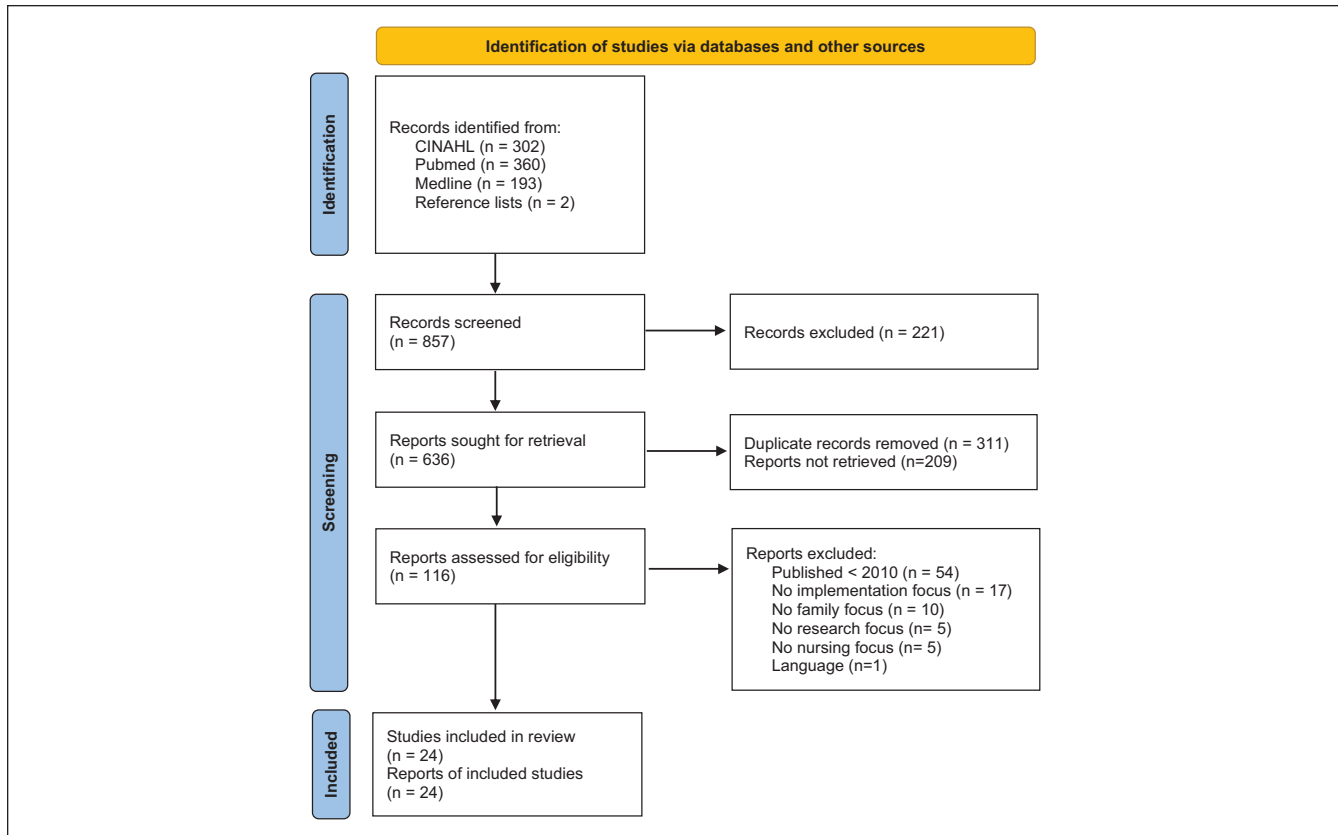 Identification of studies via databases and other sources
Identification
Records identified from:
CINAHL (n = 302)
Pubmed (n = 360)
Medline (n = 193)
Reference lists (n = 2)
Screening
Records screened
(n = 857)
Records excluded (n = 221)
Reports sought for retrieval
(n = 636)
Duplicate records removed (n = 311)
Reports not retrieved (n=209)
Reports assessed for eligibility
(n = 116)
Reports excluded:
Published < 2010 (n = 54)
No implementation focus (n = 17)
No family focus (n = 10)
No research focus (n= 5)
No nursing focus (n= 5)
Language (n=1)
Included
Studies included in review
(n = 24)
Reports of included studies
(n = 24)